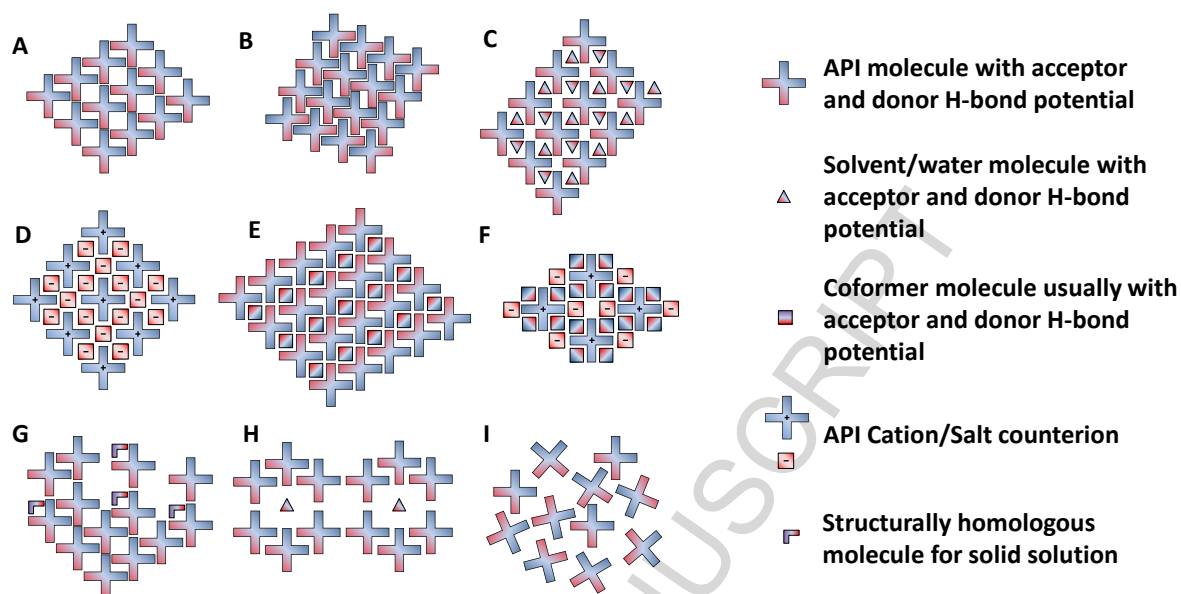 A
B
C
D
E
F
G
H
I
API molecule with acceptor
and donor H-bond potential
Solvent/water molecule with
acceptor and donor H-bond
potential
Coformer molecule usually with
acceptor and donor H-bond
potential
API Cation/Salt counterion
Structurally homologous
molecule for solid solution
NUSCRIPT